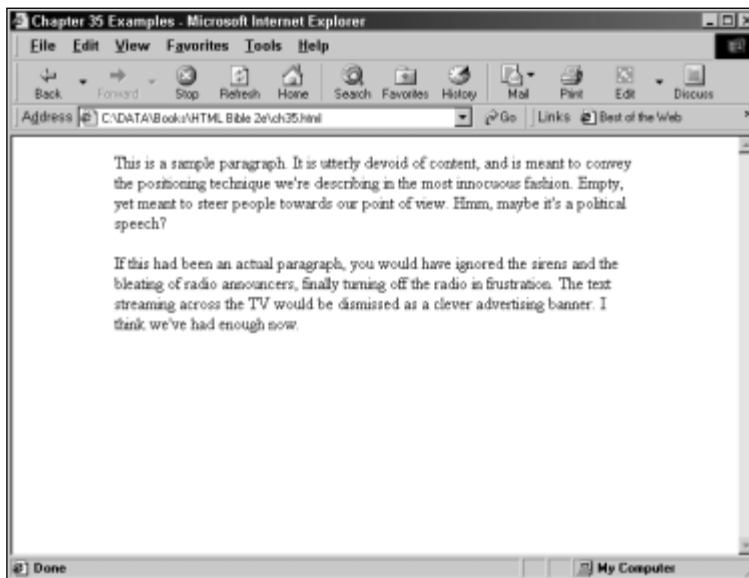 Chapter 35 Examples - Microsoft Internet Explorer
File Edit View Favorites Tools Help
Back Forward Stop Refresh Home Search Favorites History Mail Print Edit Discuss
Address C:\DATA\Books\HTML Bible 2e\ch35.html Go Links Best of the Web
This is a sample paragraph. It is utterly devoid of content, and is meant to convey
the positioning technique we're describing in the most innocuous fashion. Empty,
yet meant to steer people towards our point of view. Hmm, maybe it's a political
speech?
If this had been an actual paragraph, you would have ignored the sirens and the
bleating of radio announcers, finally turning off the radio in frustration. The text
streaming across the TV would be dismissed as a clever advertising banner. I
think we've had enough now.
Done My Computer